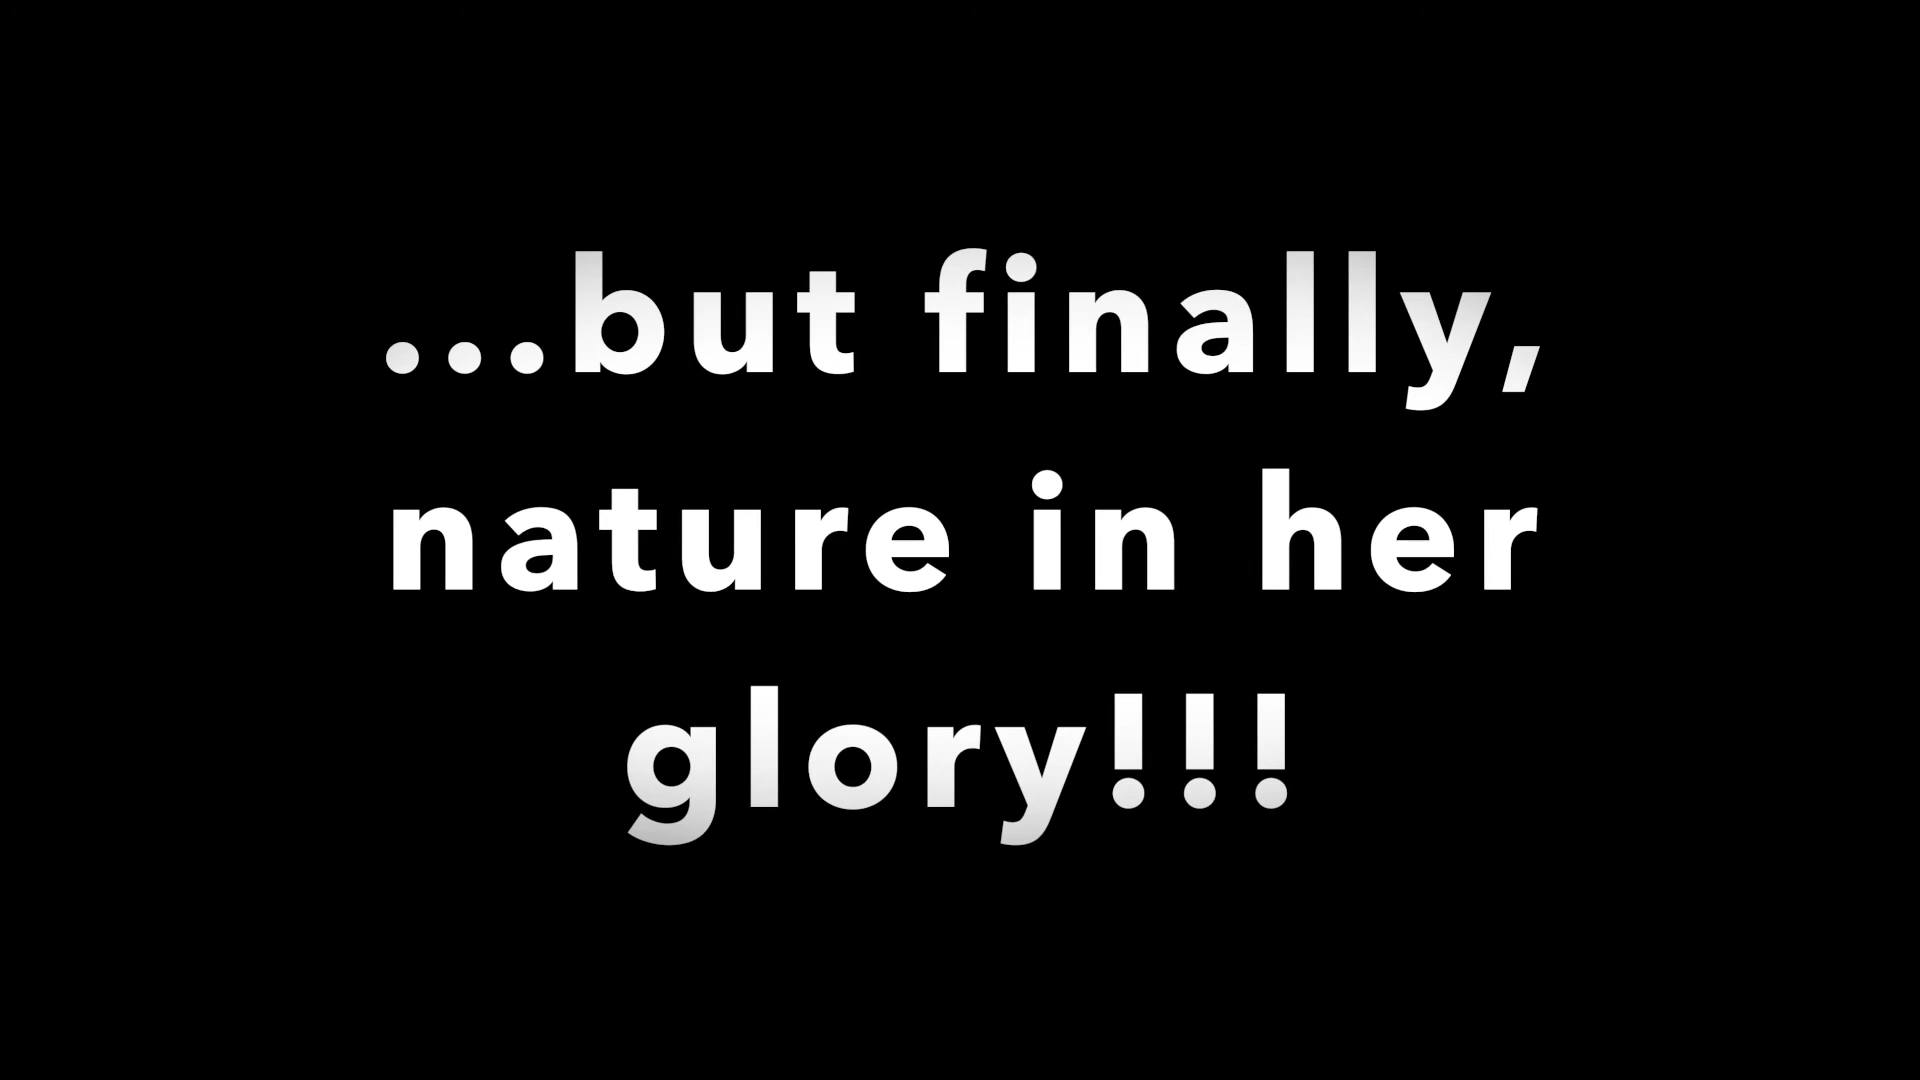 ...but finally,
nature in her
glory!!!